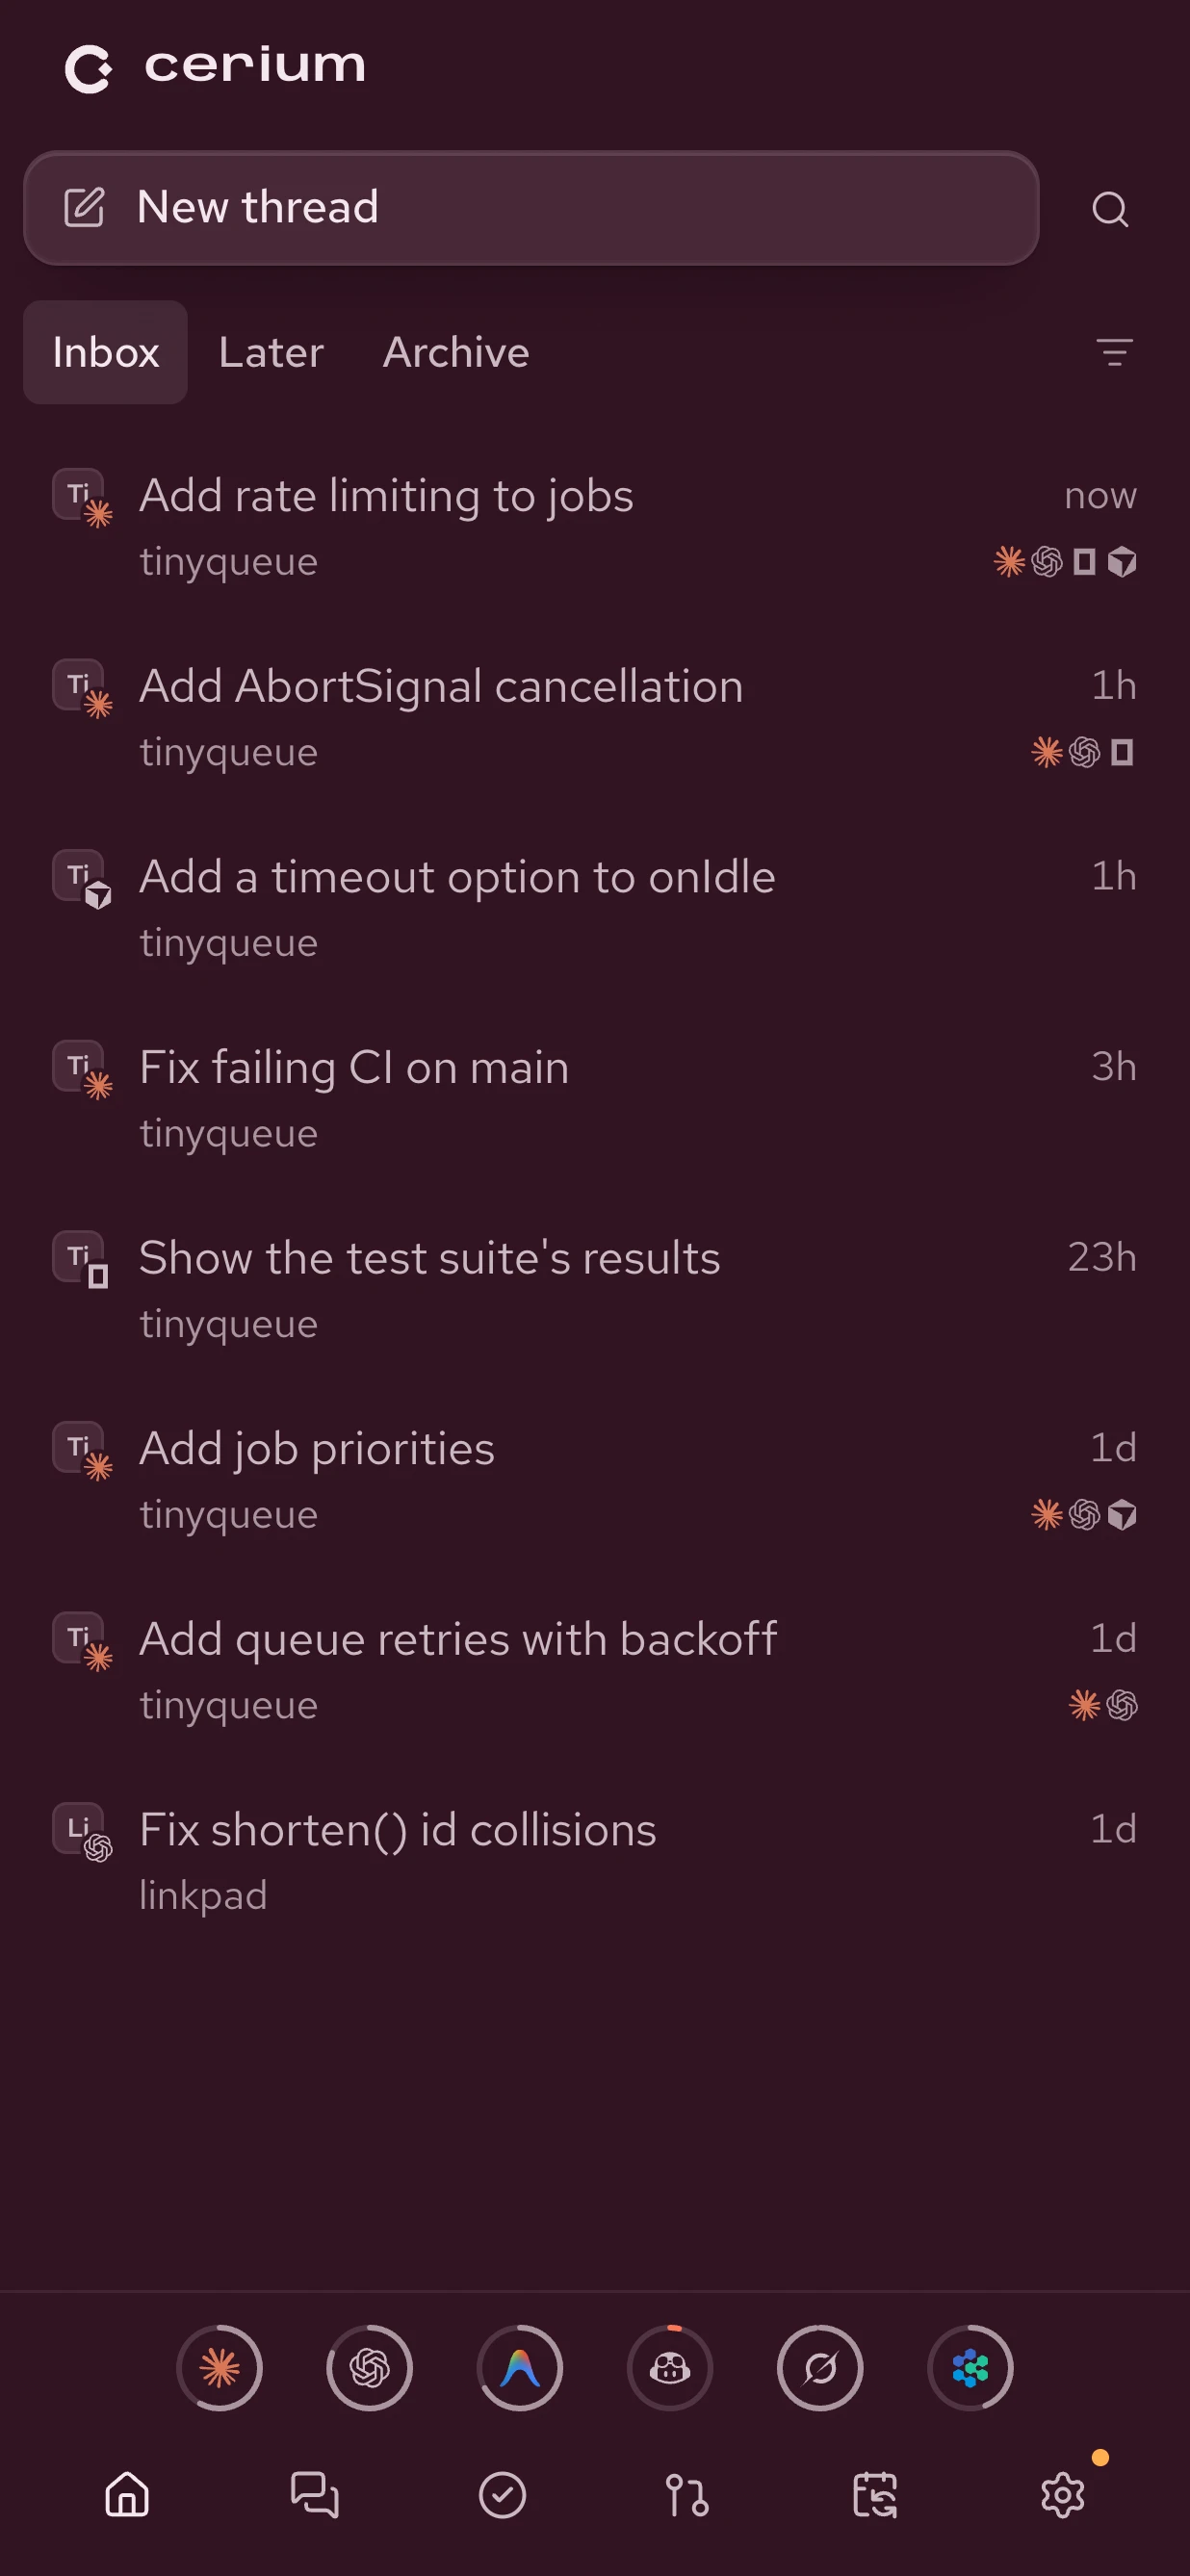 cerium
New thread
Inbox Later Archive
Ti Add rate limiting to jobs now
tinyqueue
Ti Add AbortSignal cancellation 1h
tinyqueue
Ti Add a timeout option to onIdle 1h
tinyqueue
Ti Fix failing CI on main 3h
tinyqueue
Ti Show the test suite's results 23h
tinyqueue
Ti Add job priorities 1d
tinyqueue
Ti Add queue retries with backoff 1d
tinyqueue
Li Fix shorten() id collisions 1d
linkpad